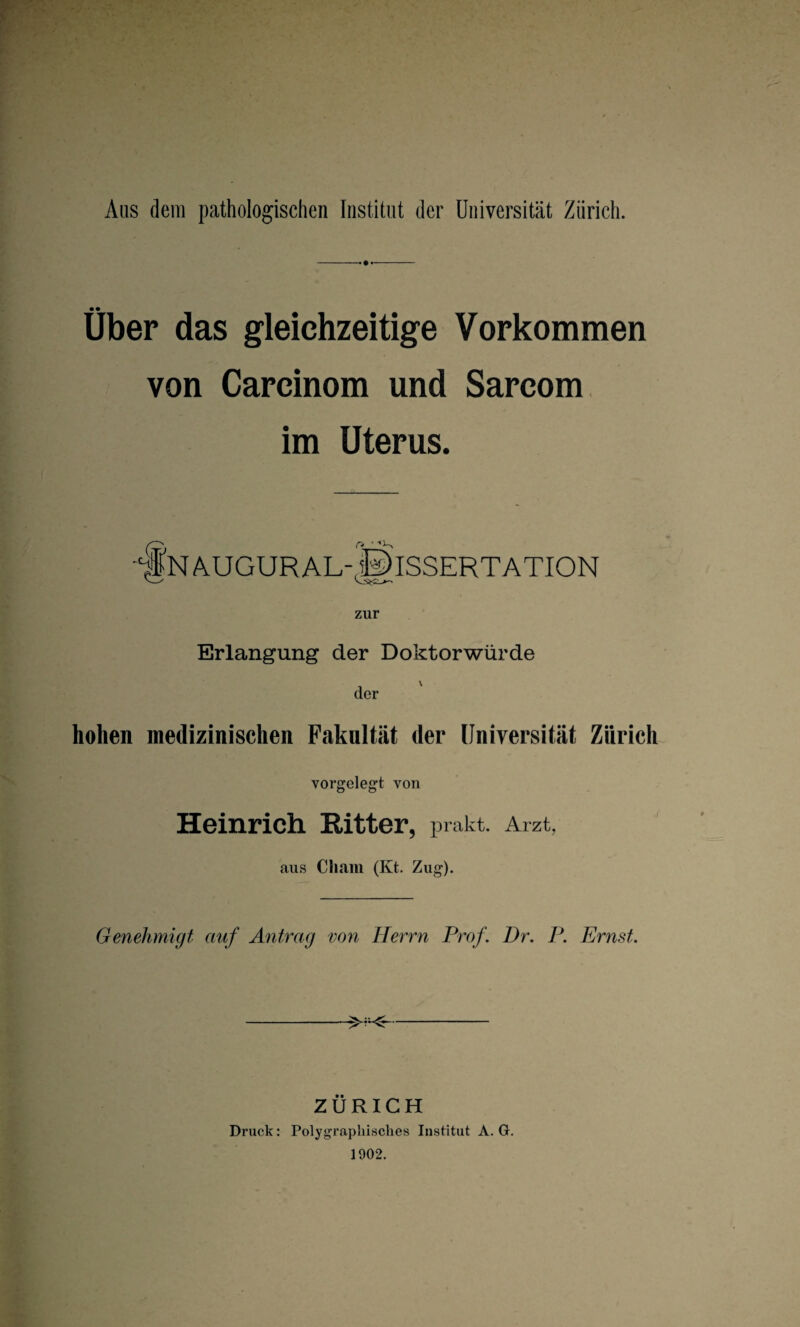 Aus dem pathologischen Institut der Universität Zürich.
Über das gleichzeitige Vorkommen
von Carcinom und Sarcom
im Uterus.
INAUGURAL-DISSERTATION
zur
Erlangung der Doktorwürde
der
hohen medizinischen Fakultät der Universität Zürich
vorgelegt von
Heinrich Ritter, prakt. Arzt,
aus Cham (Kt. Zug).
Genehmigt auf Antrag von Herrn Prof. Dr. P. Ernst.
ZÜRICH
Druck: Polygraphisches Institut A. G.
1902.